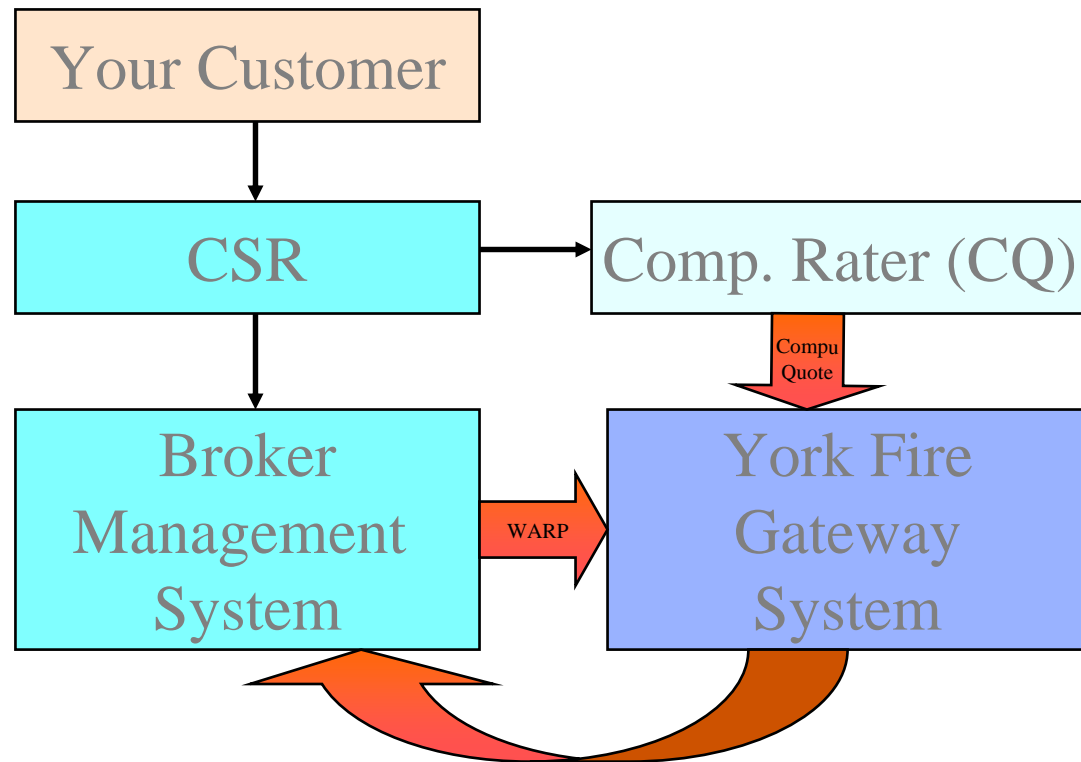 Your Customer
CSR
Comp. Rater (CQ)
Compu
Quote
Broker
Management
System
WARP
York Fire
Gateway
System